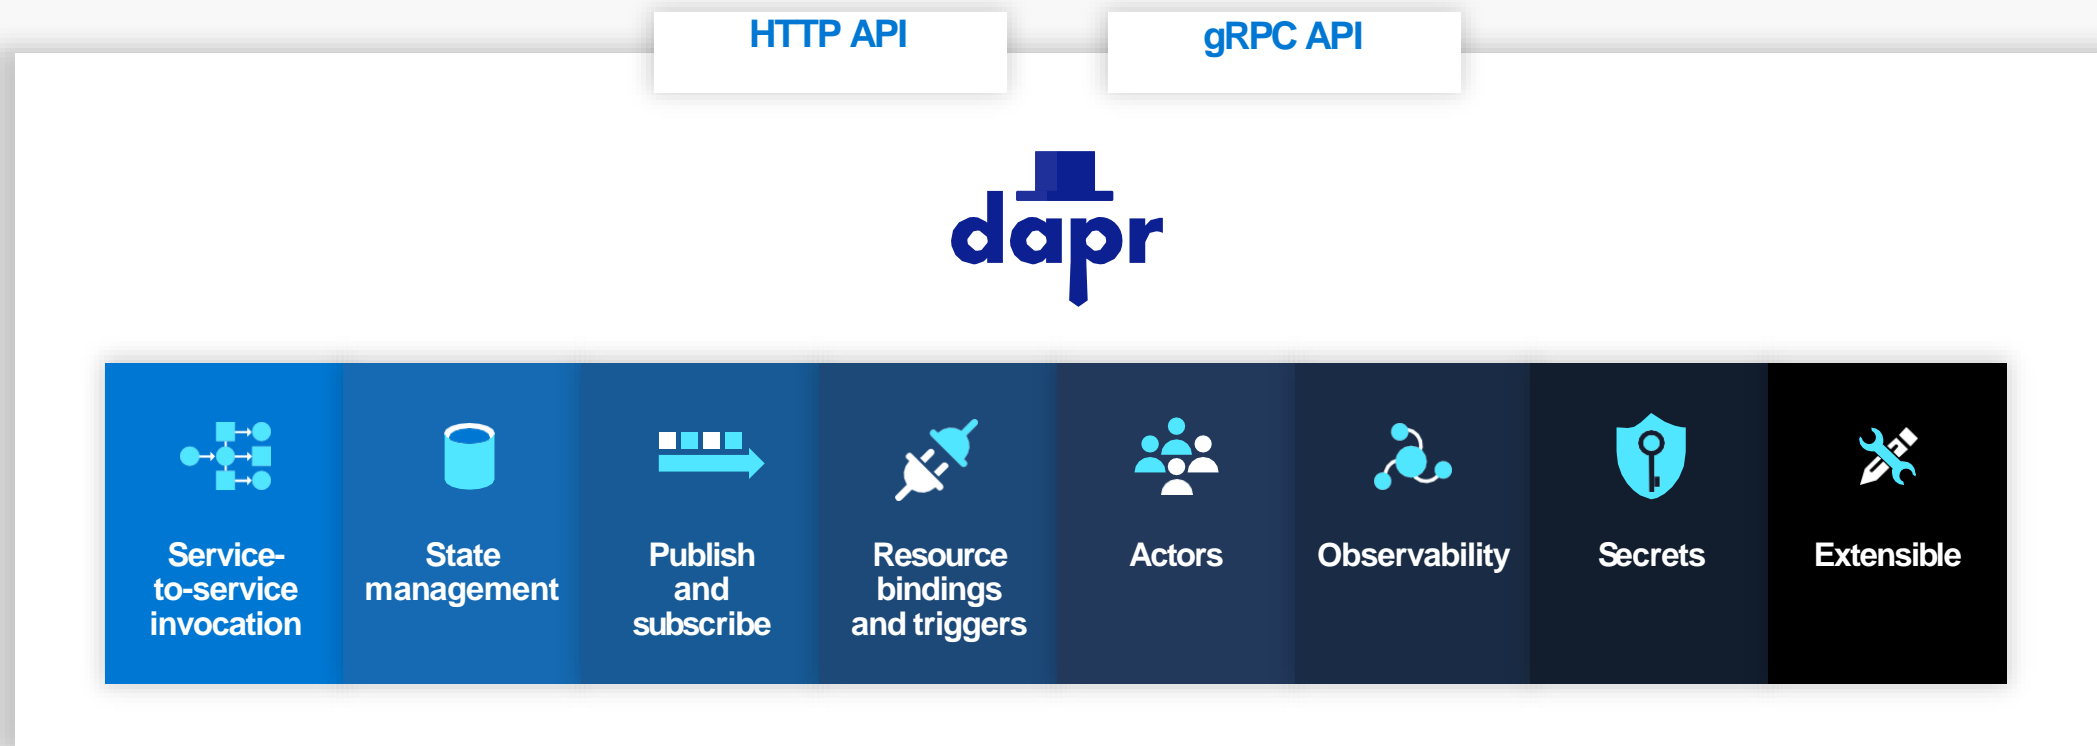 HTTP API
gRPC API
dapr
Service-
to-service
invocation
State
management
Publish
and
subscribe
Resource
bindings
and triggers
Actors
Observability
Secrets
Extensible